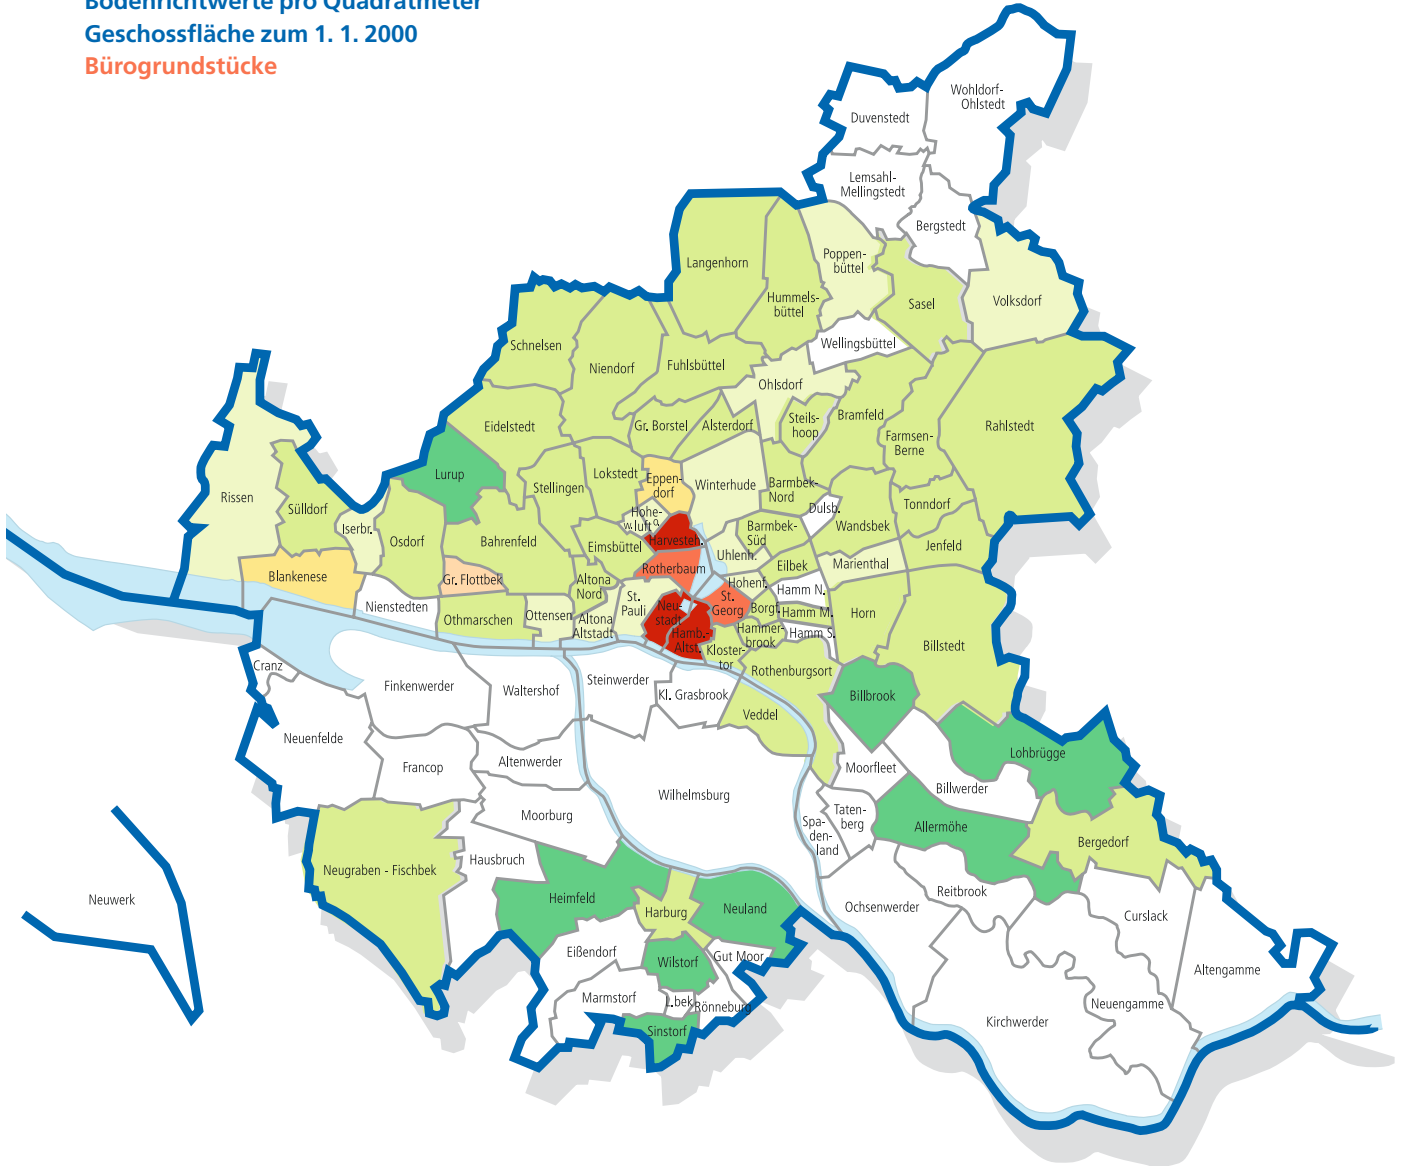 Bodenrichtwerte pro Quadratmeter
Geschossfläche zum 1. 1. 2000
Bürogrundstücke
Wohldorf-
Ohlstedt
Duvenstedt
Lemsahl-
Mellingstedt
Bergstedt
Poppen-
büttel
Langenhorn
Hummels-
büttel
Sasel
Volksdorf
Wellingsbüttel
Schnelsen
Niendorf
Fuhlsbüttel
Ohlsdorf
Eidelstedt
Gr. Borstel
Alsterdorf
Steils-
hoop
Bramfeld
Farmsen-
Berne
Rahlstedt
Lurup
Stellingen
Lokstedt
Eppen-
dorf
Winterhude
Barmbek-
Nord
Dulsb.
Tonndorf
Rissen
Sülldorf
Iserbr.
Osdorf
Bahrenfeld
Eimsbüttel
Hohe-
w.luft o.
Harvesteh.
Barmbek-
Süd
Wandsbek
Jenfeld
Uhlenh.
Eilbek
Marienthal
Blankenese
Gr. Flottbek
Rotherbaum
Altona
Nord
Hohenf.
Hamm N.
Nienstedten
Othmarschen
Ottensen
Altona
Altstadt
St.
Pauli
Neu-
stadt
St.
Georg
Borgf.
Hamm M.
Horn
Hamb.-
Altst.
Hammer-
brook
Hamm S.
Billstedt
Kloster-
tor
Rothenburgsort
Cranz
Finkenwerder
Waltershof
Steinwerder
Kl. Grasbrook
Veddel
Billbrook
Neuenfelde
Francop
Altenwerder
Moorfleet
Lohbrügge
Billwerder
Wilhelmsburg
Moorburg
Spa-
den-
land
Taten-
berg
Allermöhe
Bergedorf
Hausbruch
Neugraben - Fischbek
Neuwerk
Heimfeld
Harburg
Neuland
Ochsenwerder
Reitbrook
Curslack
Eißendorf
Wilstorf
Gut Moor
Altengamme
Marmstorf
L.bek
Rönneburg
Neuengamme
Kirchwerder
Sinstorf